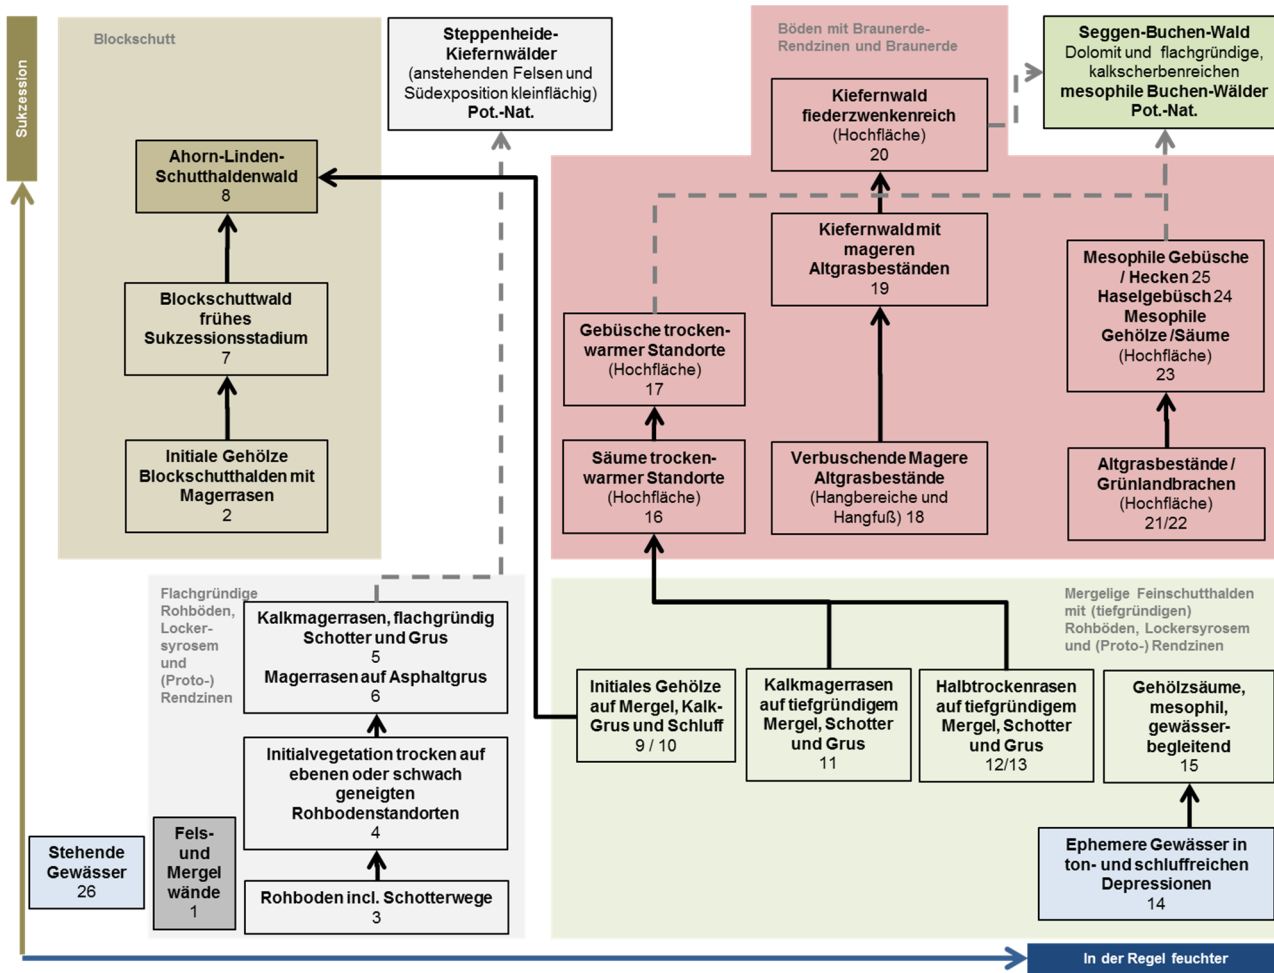 Sukzession
Blockschutt
Steppenheide-
Kiefernwälder
(anstehenden Felsen und
Südexposition kleinflächig)
Pot.-Nat.
Böden mit Braunerde-
Rendzinen und Braunerde
Seggen-Buchen-Wald
Dolomit und flachgründige,
kalkscherbenreichen
mesophile Buchen-Wälder
Pot.-Nat.
Kiefernwald
fiederzwenkenreich
(Hochfläche)
20
Ahorn-Linden-
Schutthaldenwald
8
Kiefernwald mit
mageren
Altgrasbeständen
19
Mesophile Gebüsche
/ Hecken 25
Haselgebüsch 24
Mesophile
Gehölze/Säume
(Hochfläche)
23
Blockschuttwald
frühes
Sukzessionsstadium
7
Gebüsche trocken-
warmer Standorte
(Hochfläche)
17
Initiale Gehölze
Blockschutthalden mit
Magerrasen
2
Säume trocken-
warmer Standorte
(Hochfläche)
16
Verbuschende Magere
Altgrasbestände
(Hangbereiche und
Hangfuß) 18
Altgrasbestände /
Grünlandbrachen
(Hochfläche)
21/22
Flachgründige
Rohböden,
Locker-
syrosem
und
(Proto-)
Rendzinen
Kalkmagerrasen, flachgründig
Schotter und Grus
5
Magerrasen auf Asphaltgrus
6
Mergelige Feinschutthalden
mit (tiefgründigen)
Rohböden, Lockersyrosem
und (Proto-) Rendzinen
Initiales Gehölze
auf Mergel, Kalk-
Grus und Schluff
9 / 10
Kalkmagerrasen
auf tiefgründigem
Mergel, Schotter
und Grus
11
Halbtrockenrasen
auf tiefgründigem
Mergel, Schotter
und Grus
12/13
Gehölzsäume,
mesophil,
gewässer-
begleitend
15
Initialvegetation trocken auf
ebenen oder schwach
geneigten
Rohbodenstandorten
4
Stehende
Gewässer
26
Fels-
und
Mergel
wände
1
Rohboden incl. Schotterwege
3
Ephemere Gewässer in
ton- und schluffreichen
Depressionen
14
In der Regel feuchter